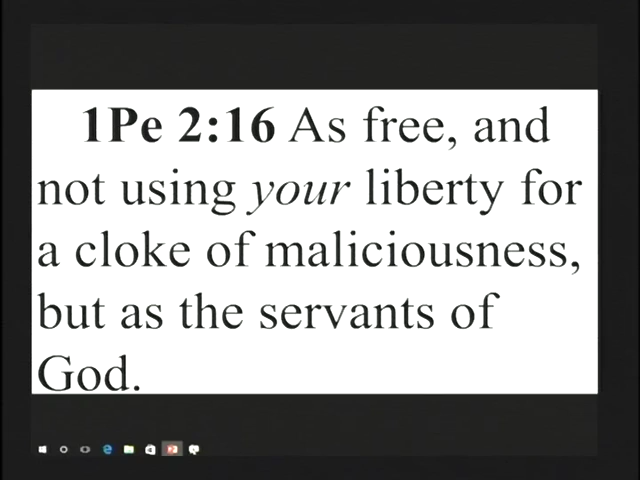 1Pe 2:16 As free, and
not using your liberty for
a cloke of maliciousness,
but as the servants of
God.